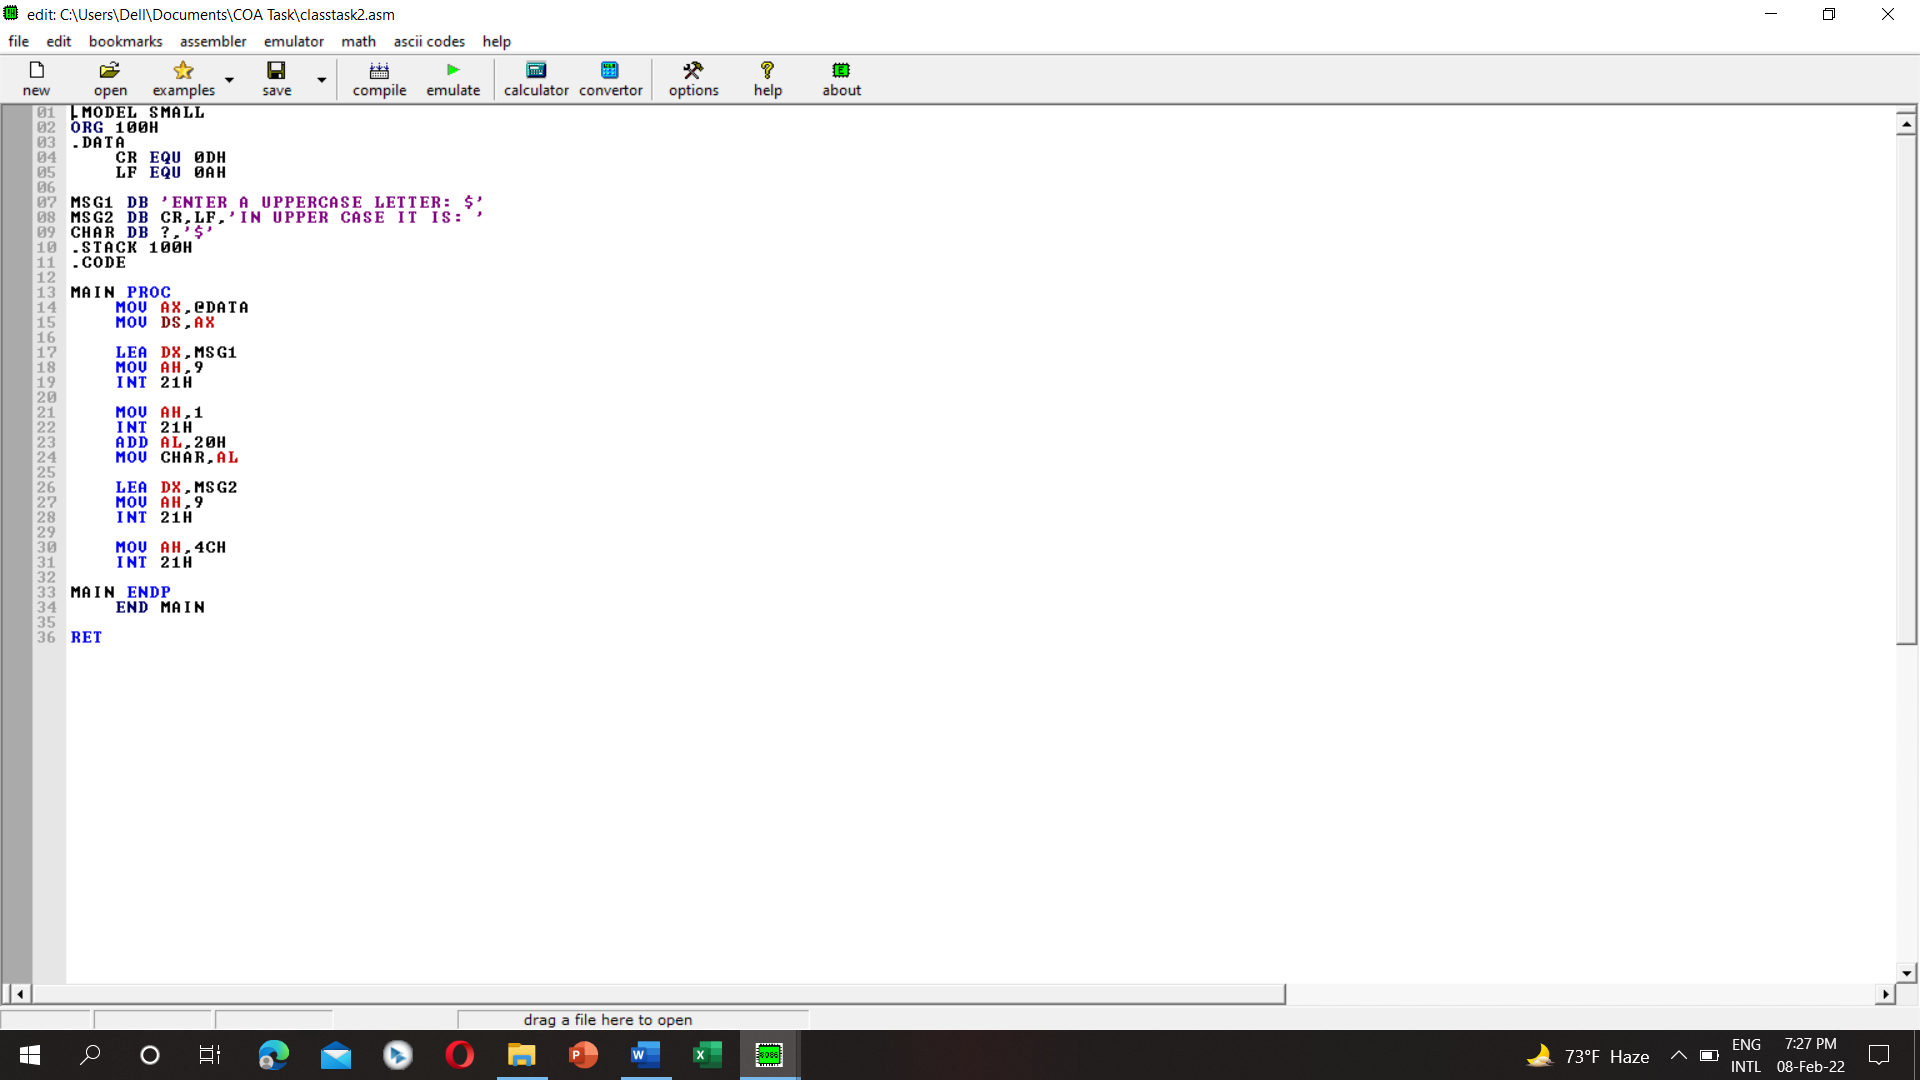 edit: C:\Users\Dell\Documents\COA Task\classtask2.asm
file edit bookmarks assembler emulator math ascii codes help
new open examples save compile emulate calculator convertor options help about
01 .MODEL SMALL
02 ORG 100H
03 .DATA
04 CR EQU 0DH
05 LF EQU 0AH
06
07 MSG1 DB 'ENTER A UPPERCASE LETTER: $'
08 MSG2 DB CR,LF,'IN UPPER CASE IT IS: '
09 CHAR DB ?,'$'
10 .STACK 100H
11 .CODE
12
13 MAIN PROC
14 MOV AX,@DATA
15 MOV DS,AX
16
17 LEA DX,MSG1
18 MOV AH,9
19 INT 21H
20
21 MOV AH,1
22 INT 21H
23 ADD AL,20H
24 MOV CHAR,AL
25
26 LEA DX,MSG2
27 MOV AH,9
28 INT 21H
29
30 MOV AH,4CH
31 INT 21H
32
33 MAIN ENDP
34 END MAIN
35
36 RET
drag a file here to open
73°F Haze
ENG
INTL
7:27 PM
08-Feb-22